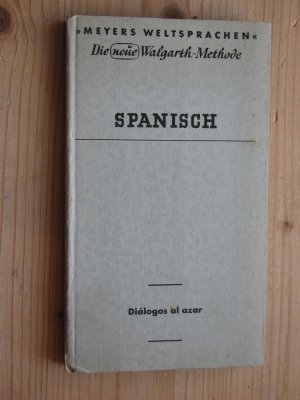 »MEYERS WELTSPRACHEN«
Die neue Walgarth-Methode
SPANISCH
Diálogos al azar